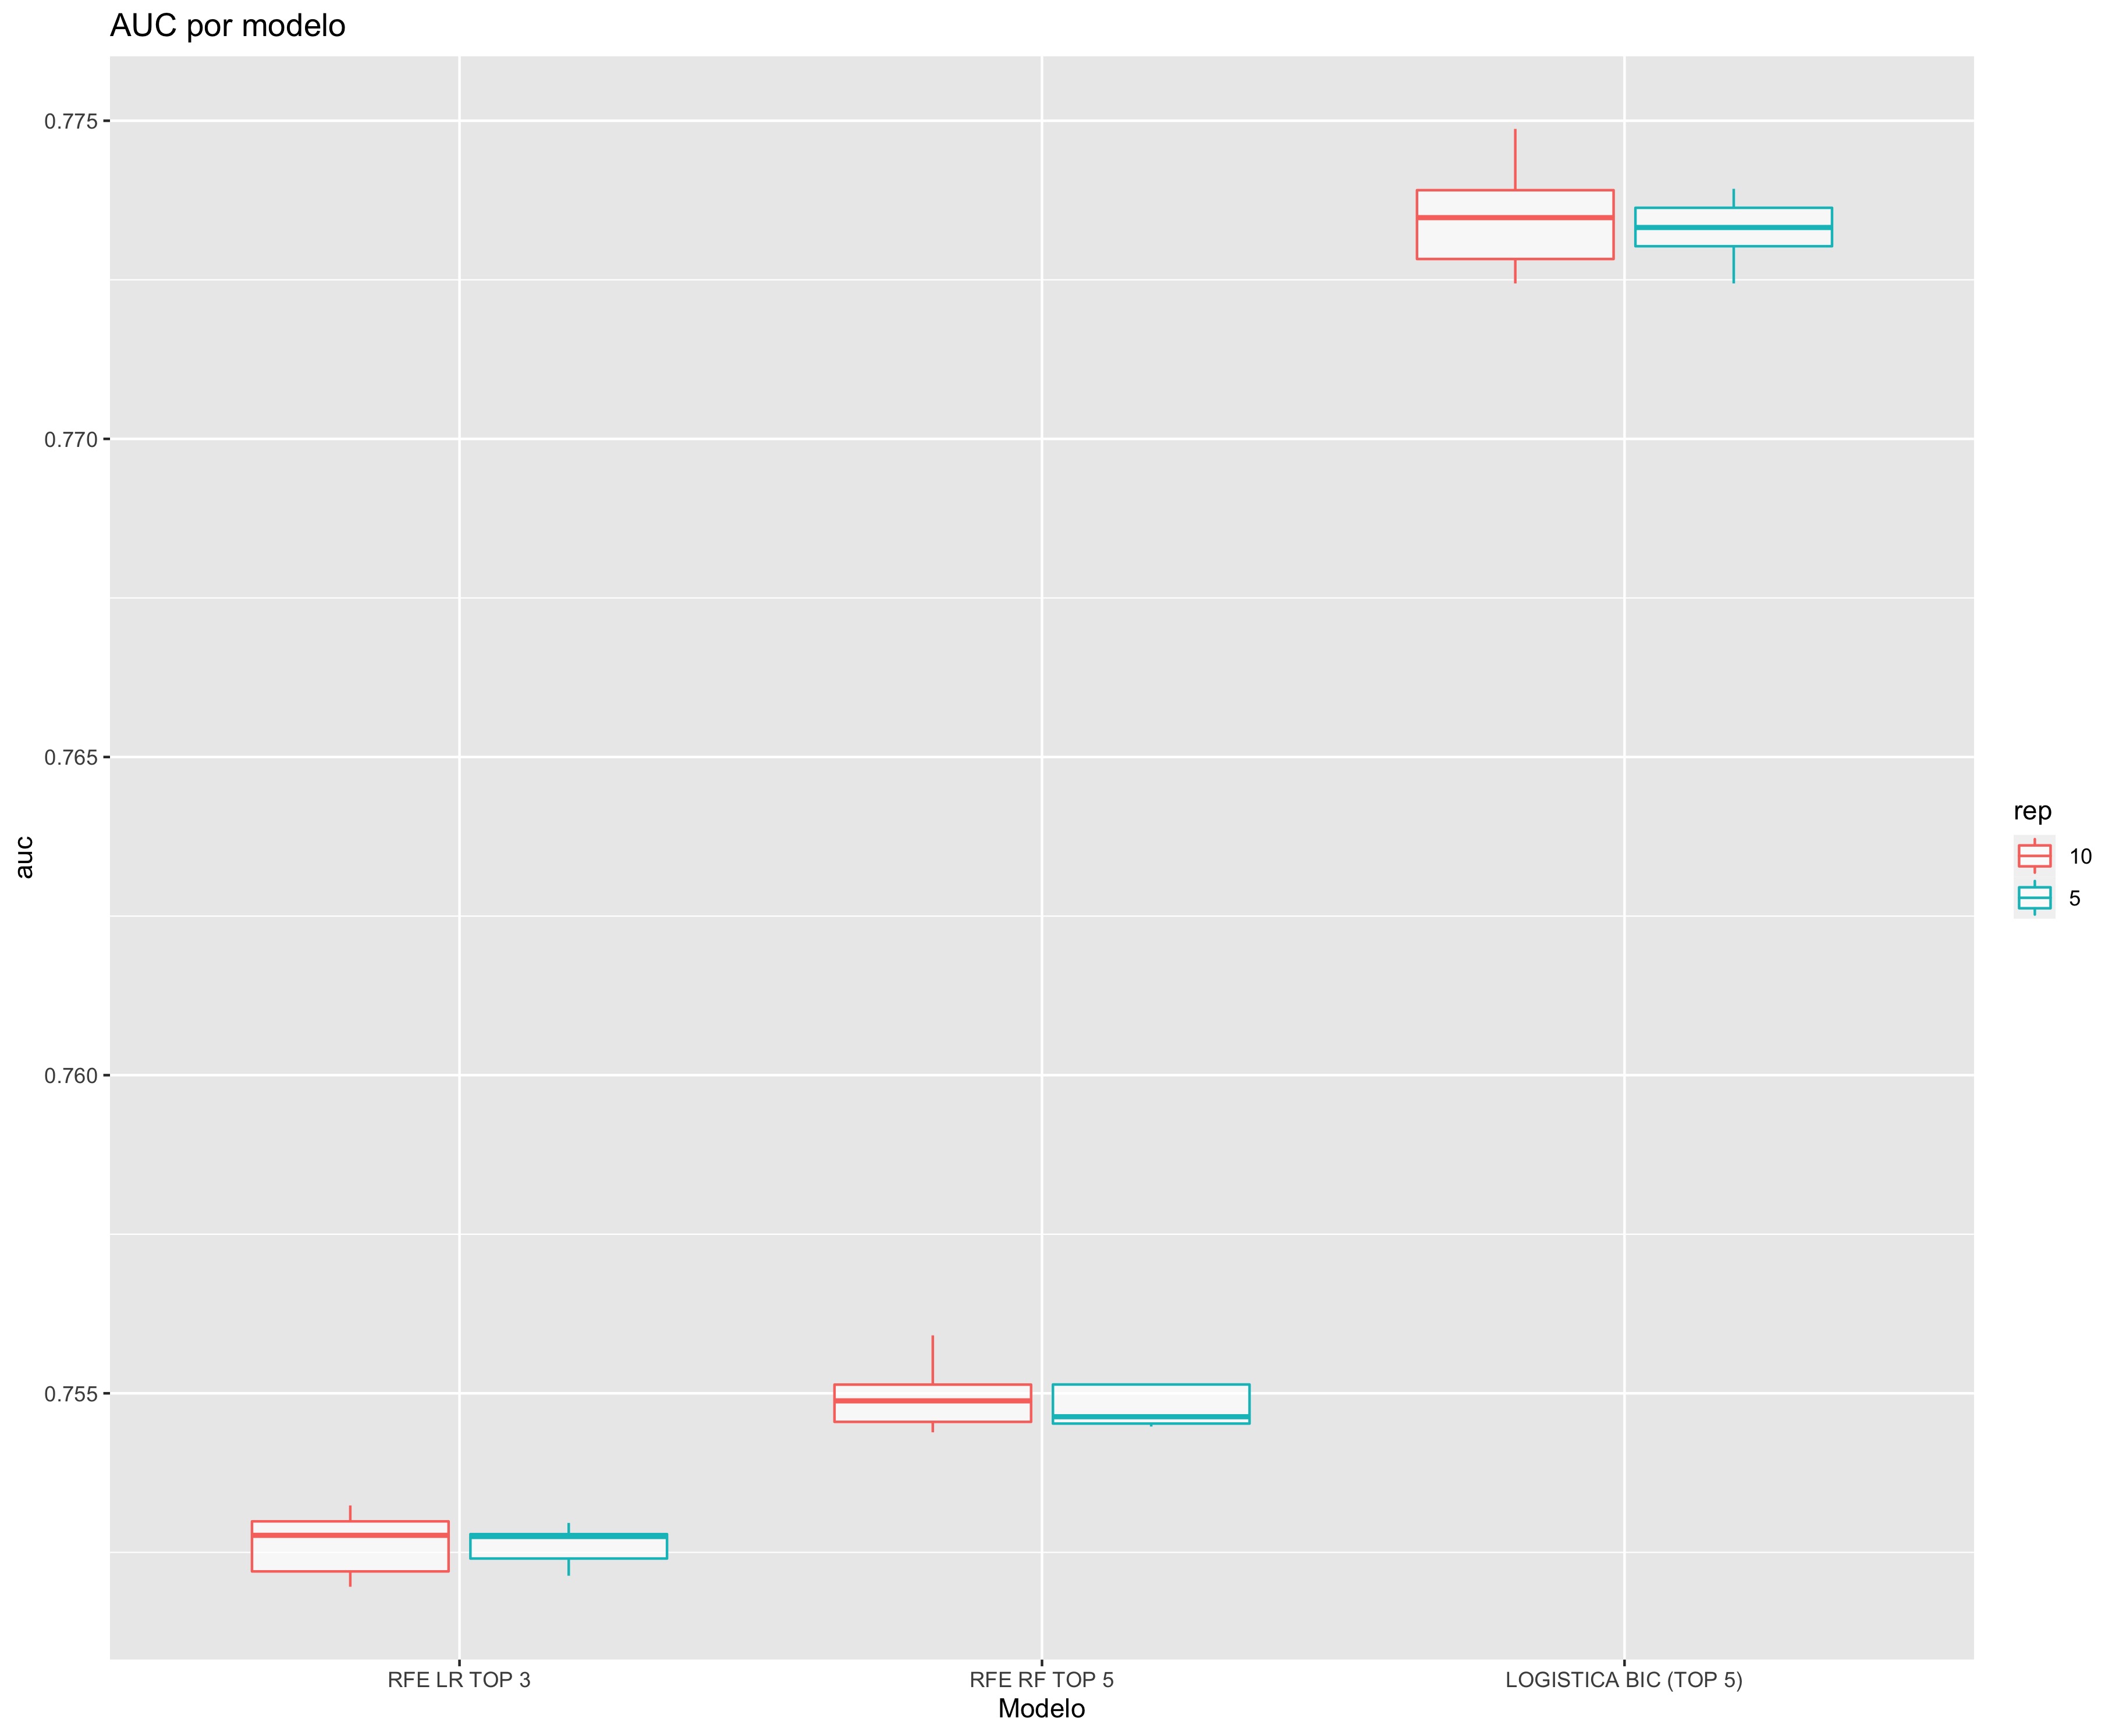 AUC por modelo
0.775
0.770
0.765
0.760
0.755
auc
RFE LR TOP 3
RFE RF TOP 5
LOGISTICA BIC (TOP 5)
Modelo
rep
10
5